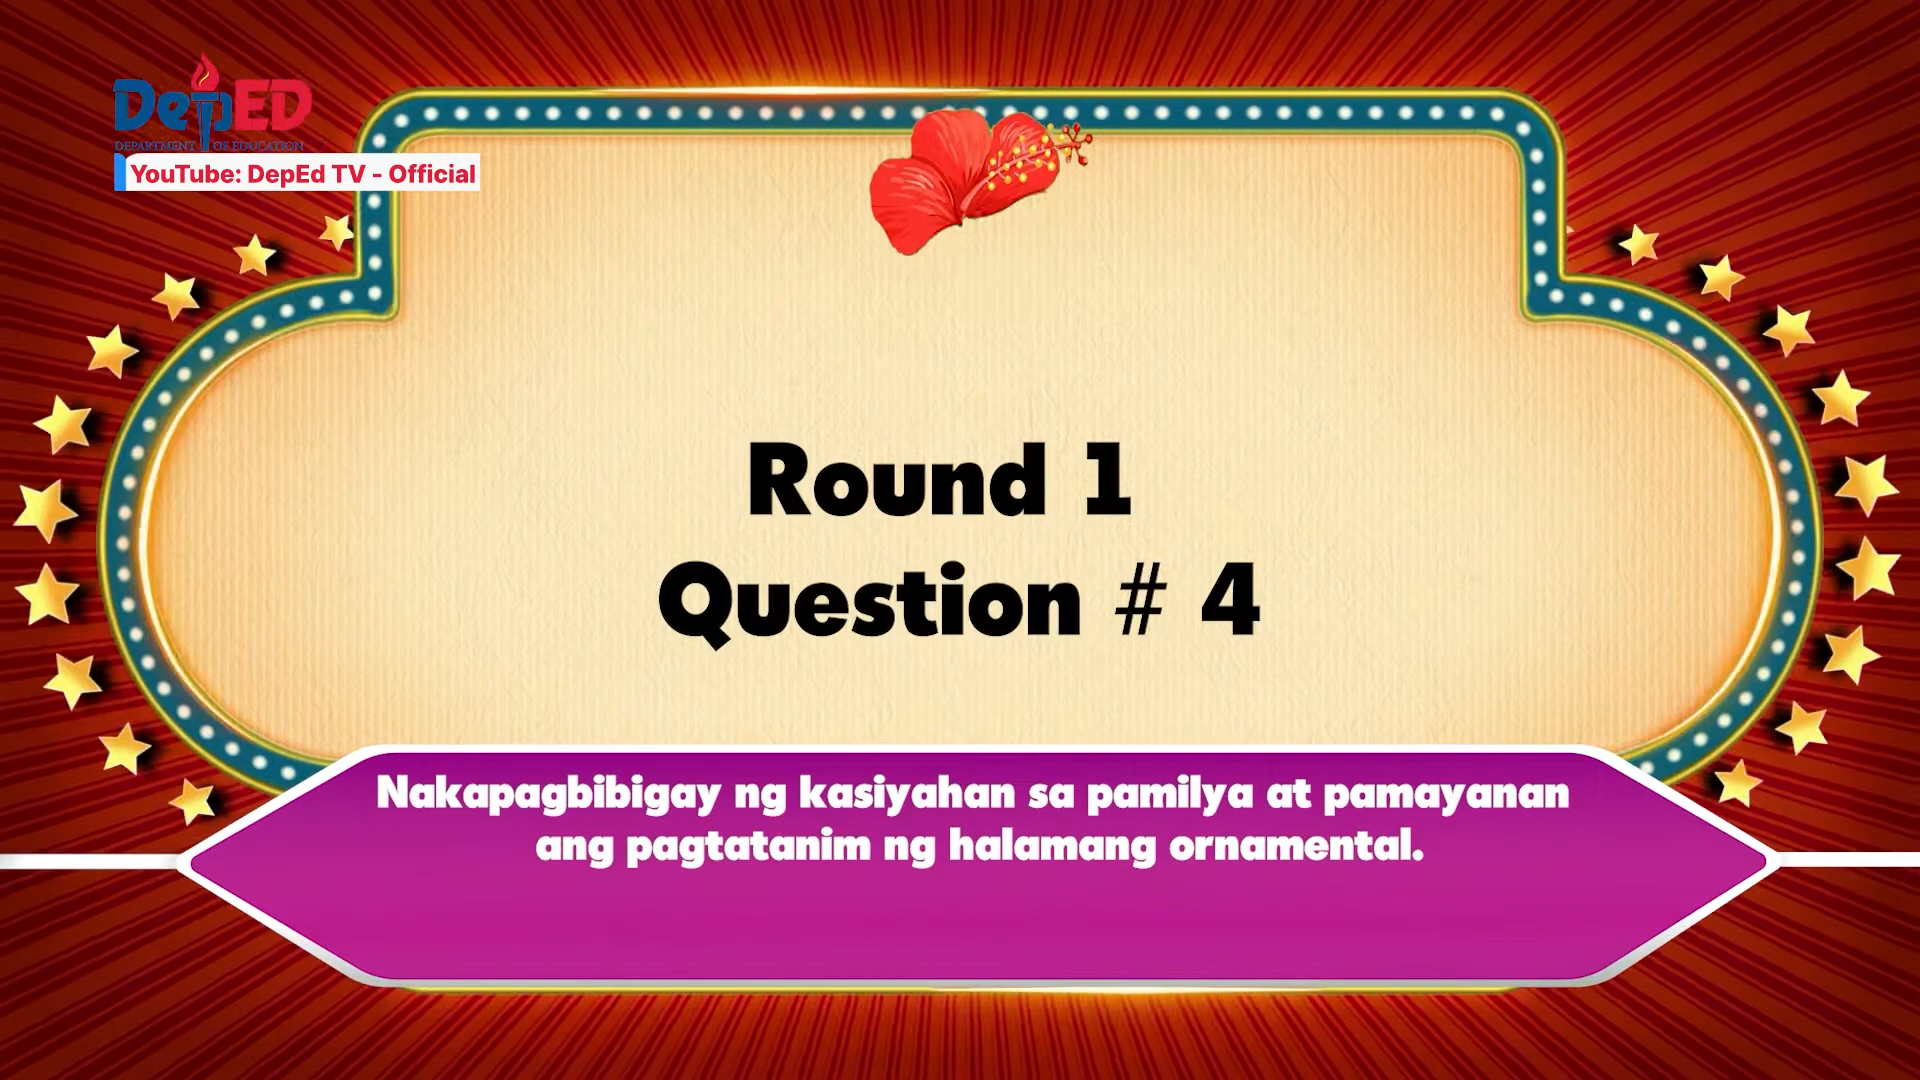 DepED
DEPARTMENT OF EDUCATION
YouTube: DepEd TV - Official
Round 1
Question # 4
Nakapagbibigay ng kasiyahan sa pamilya at pamayanan
ang pagtatanim ng halamang ornamental.